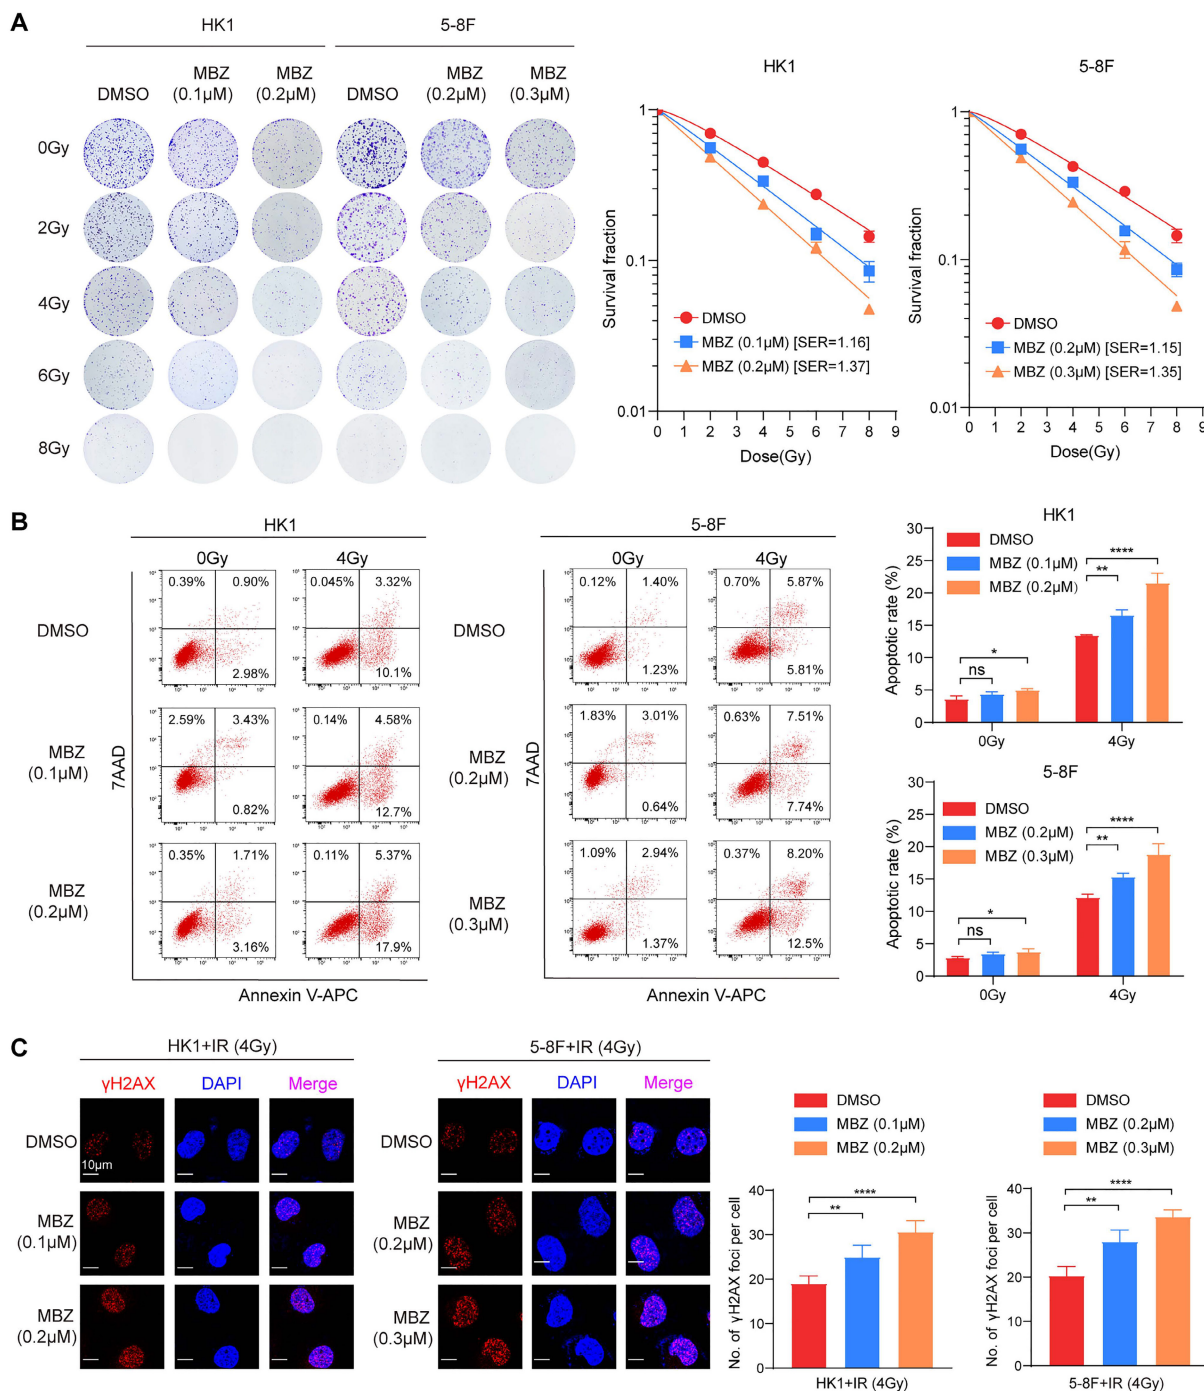 A
HK1 5-8F
DMSO MBZ (0.1μM) MBZ (0.2μM) DMSO MBZ (0.2μM) MBZ (0.3μM)
0Gy
2Gy
4Gy
6Gy
8Gy
HK1
Survival fraction
1
0.1
0.01
DMSO
MBZ (0.1μM) [SER=1.16]
MBZ (0.2μM) [SER=1.37]
0 1 2 3 4 5 6 7 8 9
Dose(Gy)
5-8F
Survival fraction
1
0.1
0.01
DMSO
MBZ (0.2μM) [SER=1.15]
MBZ (0.3μM) [SER=1.35]
0 1 2 3 4 5 6 7 8 9
Dose(Gy)
B
HK1
0Gy 4Gy
DMSO
0.39% 0.90% 0.045% 3.32%
2.98% 10.1%
MBZ
(0.1μM)
2.59% 3.43% 0.14% 4.58%
0.82% 12.7%
MBZ
(0.2μM)
0.35% 1.71% 0.11% 5.37%
3.16% 17.9%
7AAD
Annexin V-APC
5-8F
0Gy 4Gy
DMSO
0.12% 1.40% 0.70% 5.87%
1.23% 5.81%
MBZ
(0.2μM)
1.83% 3.01% 0.63% 7.51%
0.64% 7.74%
MBZ
(0.3μM)
1.09% 2.94% 0.37% 8.20%
1.37% 12.5%
7AAD
Annexin V-APC
HK1
Apoptotic rate (%)
30
25
20
15
10
5
0
DMSO
MBZ (0.1μM)
MBZ (0.2μM)
ns * ** ****
0Gy 4Gy
5-8F
Apoptotic rate (%)
30
25
20
15
10
5
0
DMSO
MBZ (0.2μM)
MBZ (0.3μM)
ns * ** ****
0Gy 4Gy
C
HK1+IR (4Gy)
γH2AX DAPI Merge
DMSO
10μm
MBZ
(0.1μM)
MBZ
(0.2μM)
5-8F+IR (4Gy)
γH2AX DAPI Merge
DMSO
MBZ
(0.2μM)
MBZ
(0.3μM)
DMSO
MBZ (0.1μM)
MBZ (0.2μM)
No. of γH2AX foci per cell
40
30
20
10
0
** ****
HK1+IR (4Gy)
DMSO
MBZ (0.2μM)
MBZ (0.3μM)
No. of γH2AX foci per cell
40
30
20
10
0
** ****
5-8F+IR (4Gy)